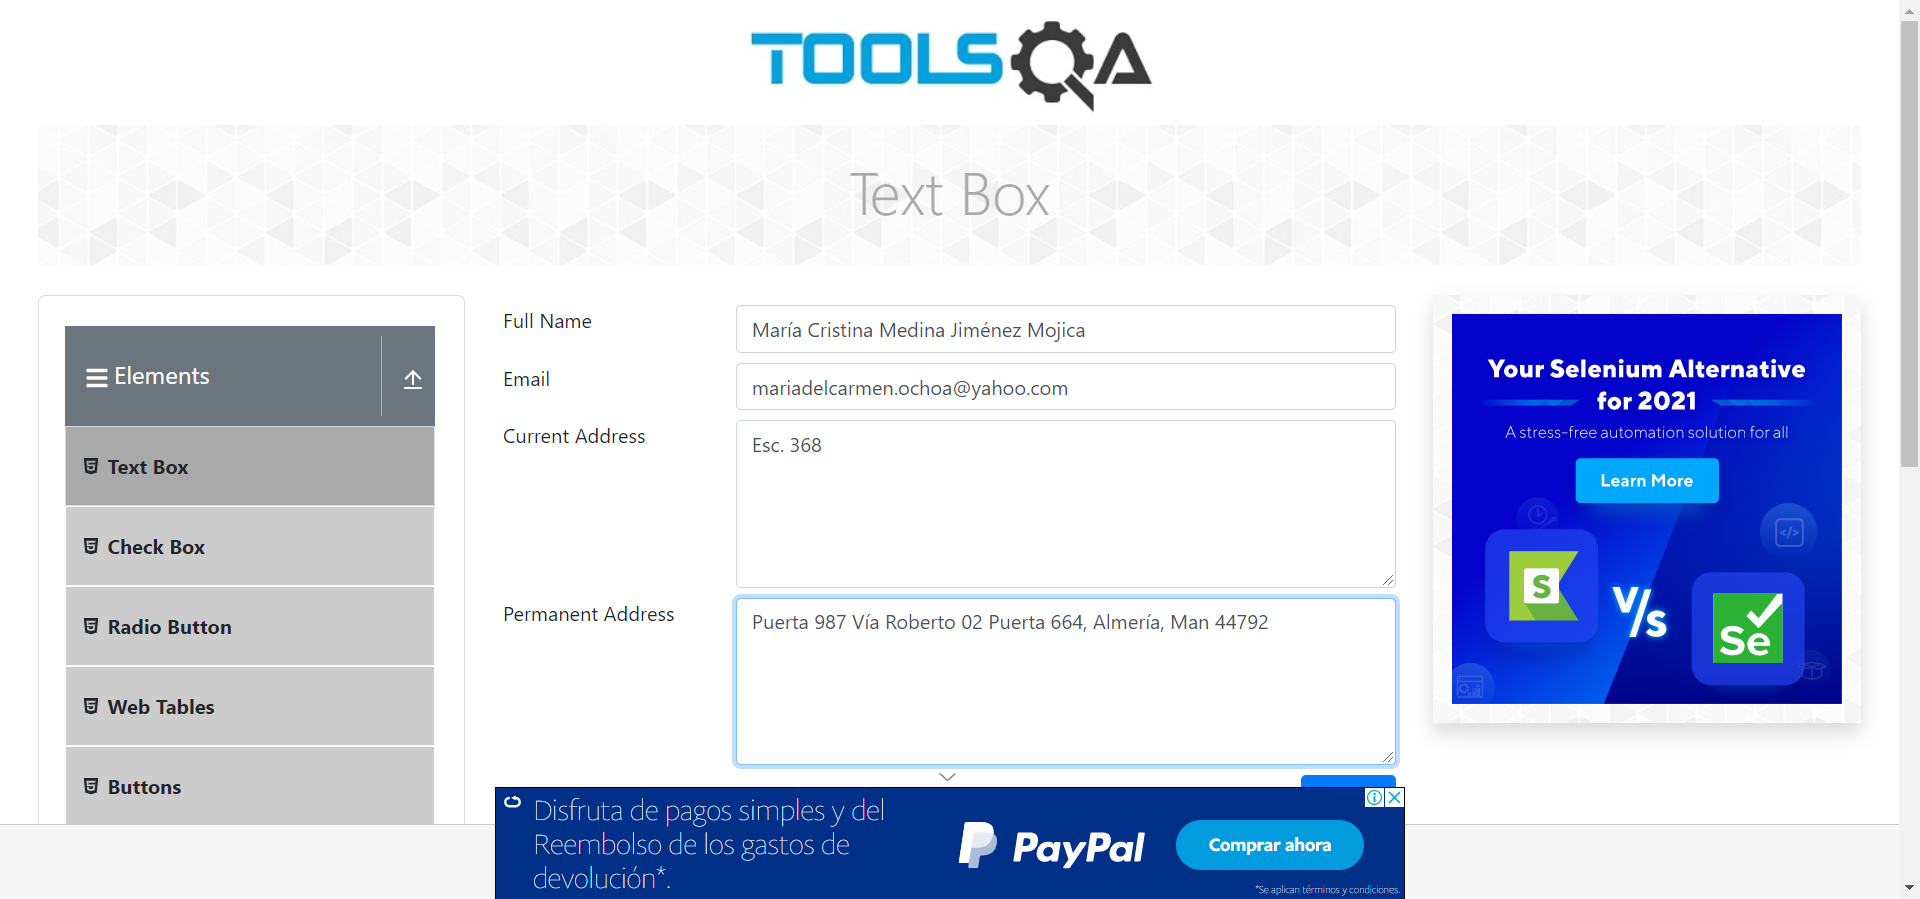 TOOLSQA
Text Box
Elements
Text Box
Check Box
Radio Button
Web Tables
Buttons
Full Name
María Cristina Medina Jiménez Mojica
Email
mariadelcarmen.ochoa@yahoo.com
Current Address
Esc. 368
Permanent Address
Puerta 987 Vía Roberto 02 Puerta 664, Almería, Man 44792
Your Selenium Alternative
for 2021
A stress-free automation solution for all
Learn More
</>
S
V/s
Se
Disfruta de pagos simples y del
Reembolso de los gastos de
devolución*.
PayPal
Comprar ahora
*Se aplican términos y condiciones.